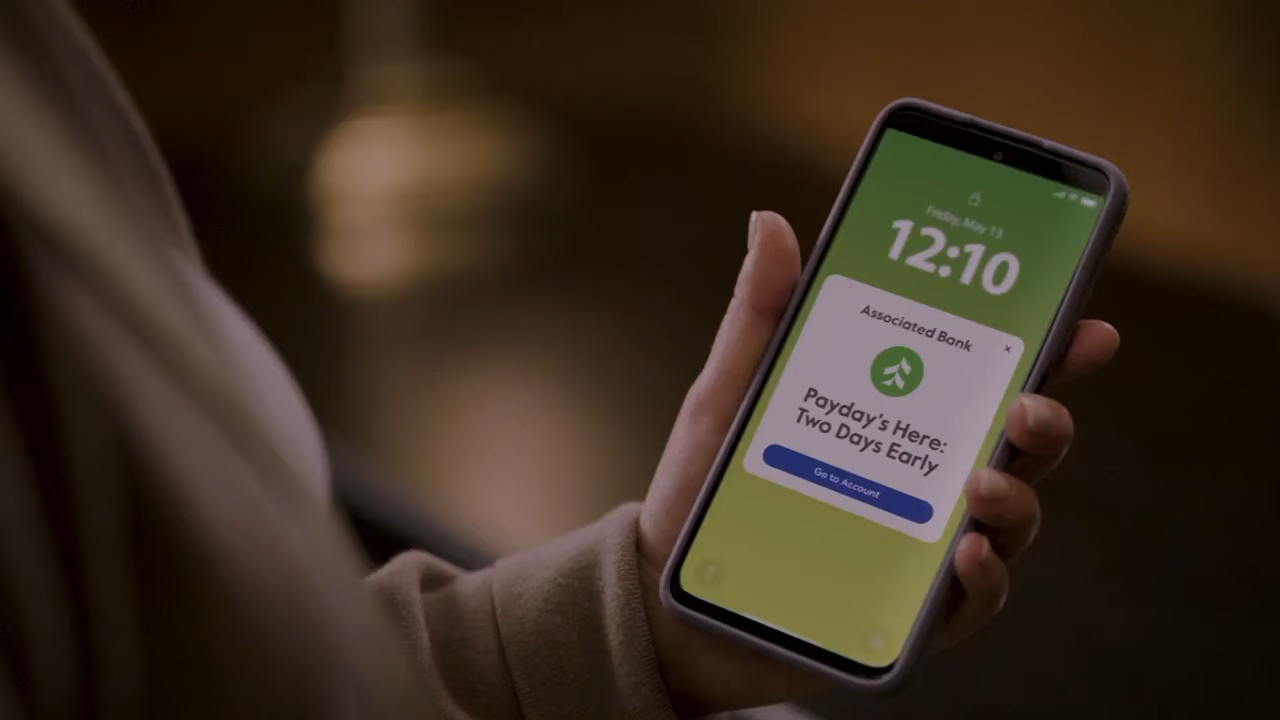 Friday, May 13
12:10
Associated Bank
x
Payday's Here:
Two Days Early
Go to Account